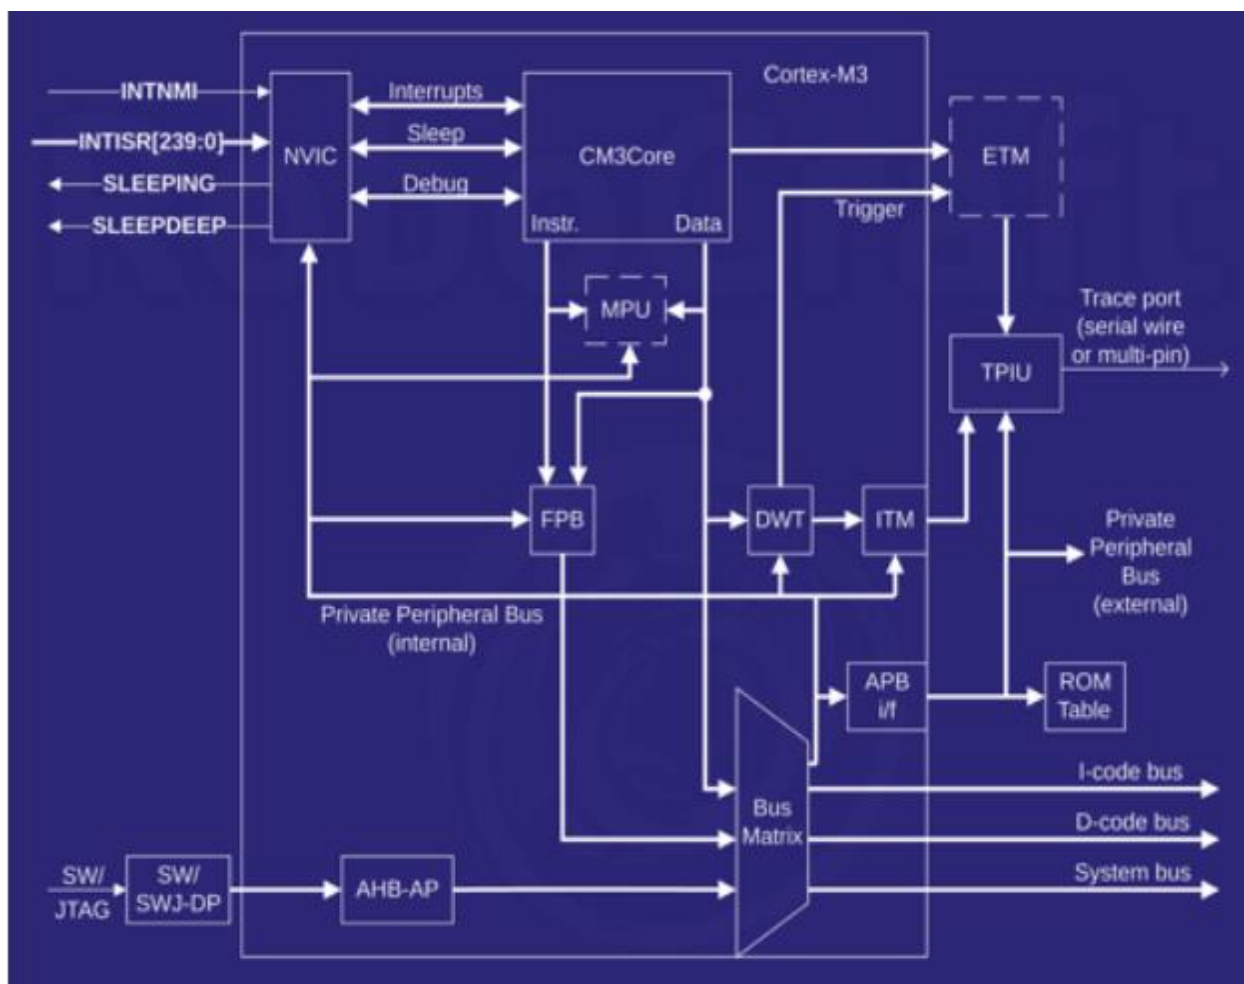 Cortex-M3
INTNMI
INTISR[239:0]
SLEEPING
SLEEPDEEP
NVIC
Interrupts
Sleep
Debug
CM3Core
Instr.
Data
ETM
Trigger
MPU
Trace port
(serial wire
or multi-pin)
TPIU
FPB
DWT
ITM
Private
Peripheral
Bus
(external)
Private Peripheral Bus
(internal)
APB
i/f
ROM
Table
I-code bus
Bus
Matrix
D-code bus
System bus
SW/
JTAG
SW/
SWJ-DP
AHB-AP